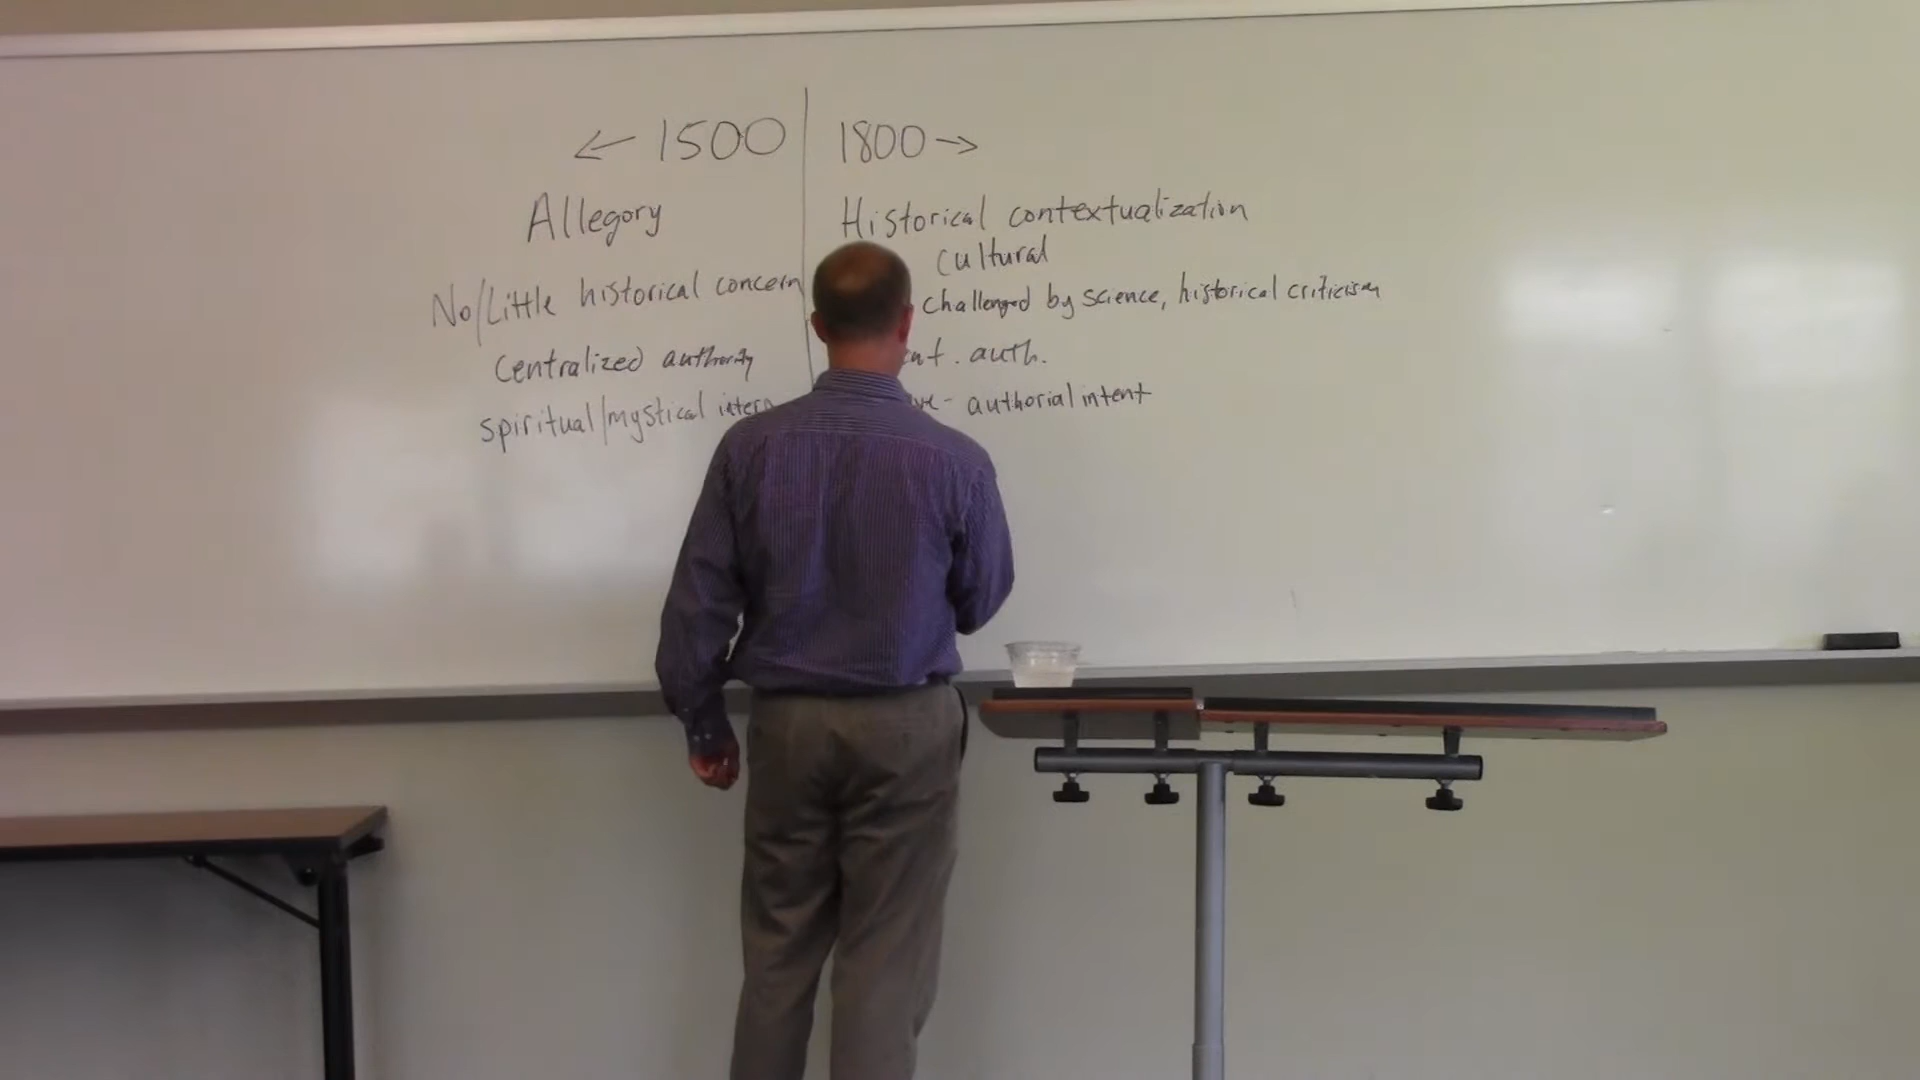 ← 1500
Allegory
No/Little historical concern
Centralized authority
spiritual/mystical
1800 →
Historical contextualization
cultural
challenged by science, historical criticism
auth.
authorial intent